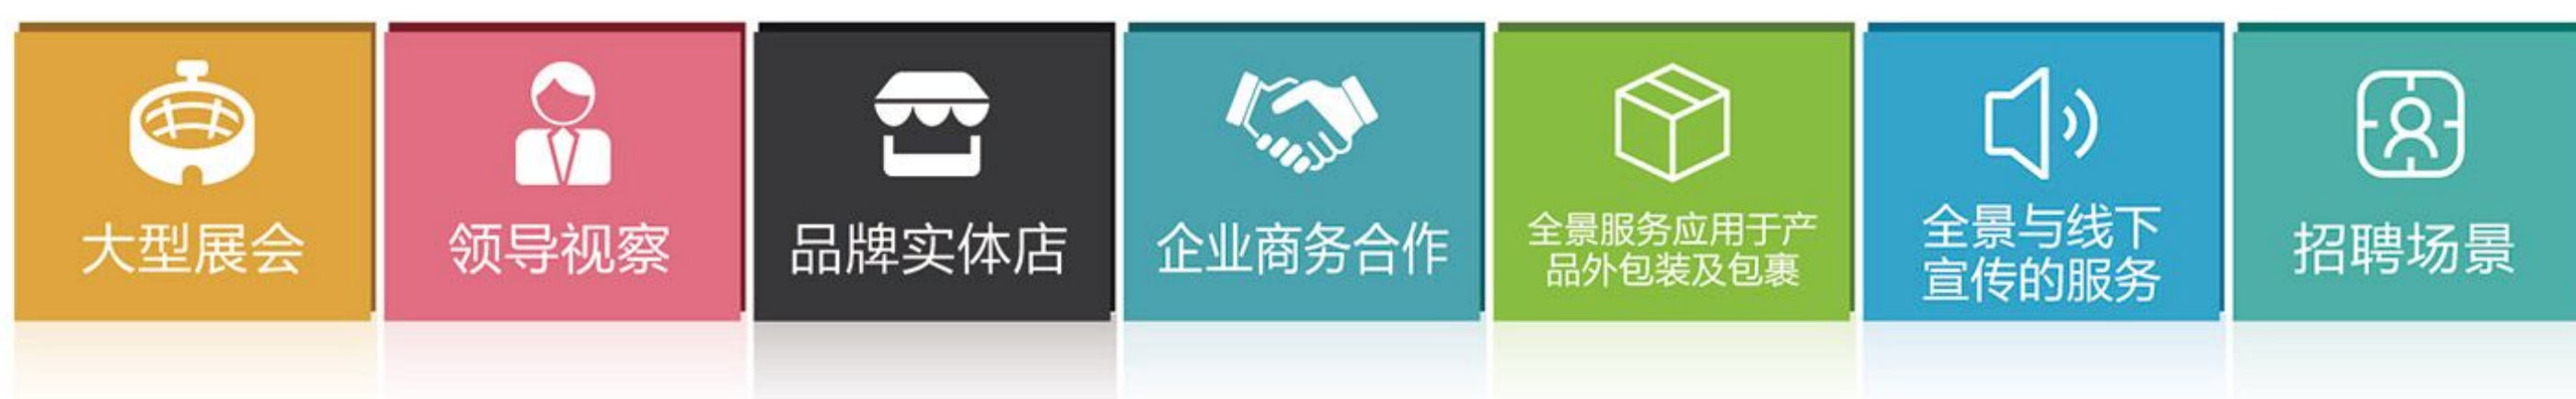 大型展会
领导视察
品牌实体店
企业商务合作
全景服务应用于产
品外包装及包裹
全景与线下
宣传的服务
招聘场景